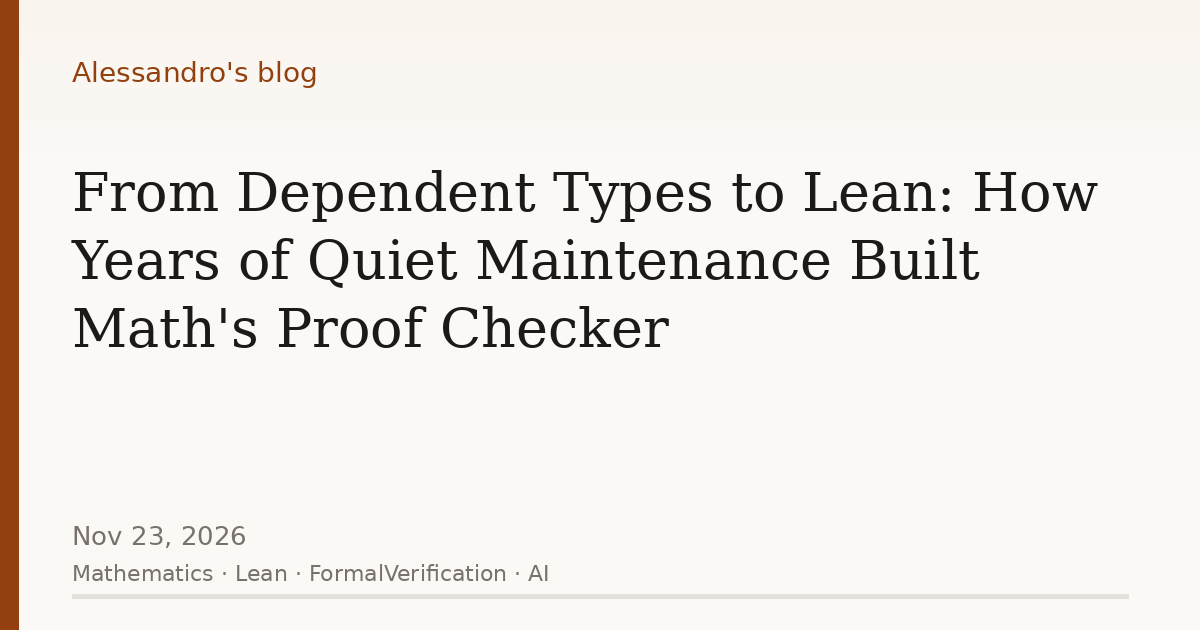 Alessandro's blog
From Dependent Types to Lean: How
Years of Quiet Maintenance Built
Math's Proof Checker
Nov 23, 2026
Mathematics · Lean · FormalVerification · AI